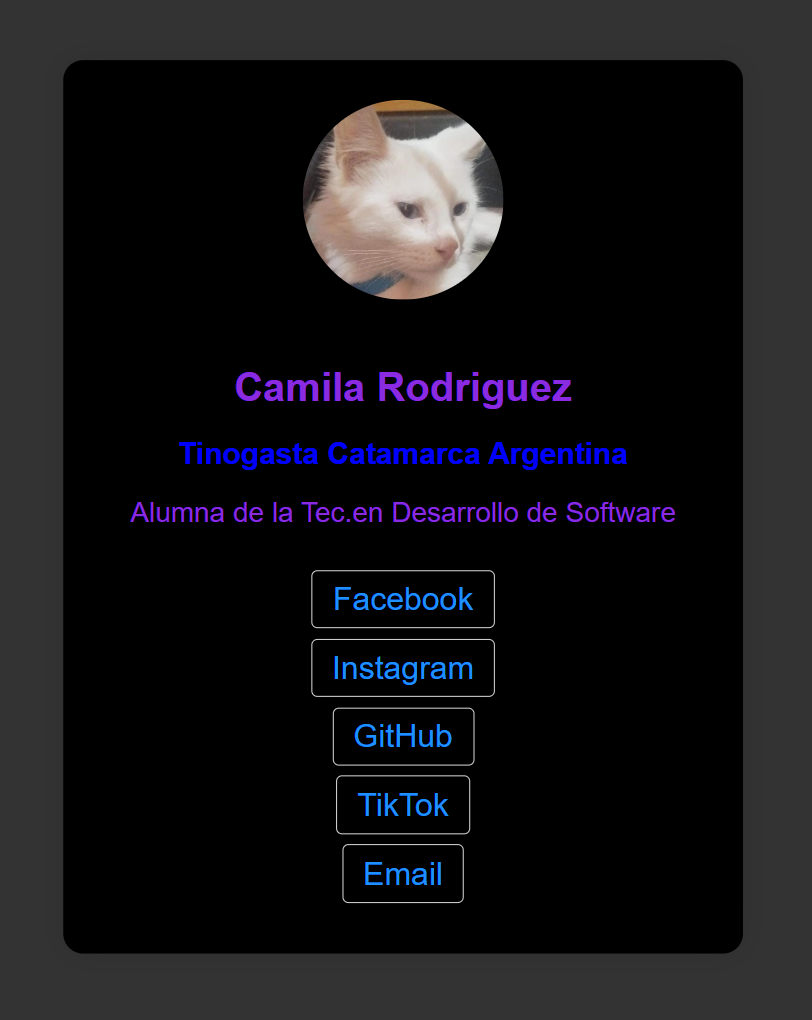 Camila Rodriguez
Tinogasta Catamarca Argentina
Alumna de la Tec.en Desarrollo de Software
Facebook
Instagram
GitHub
TikTok
Email